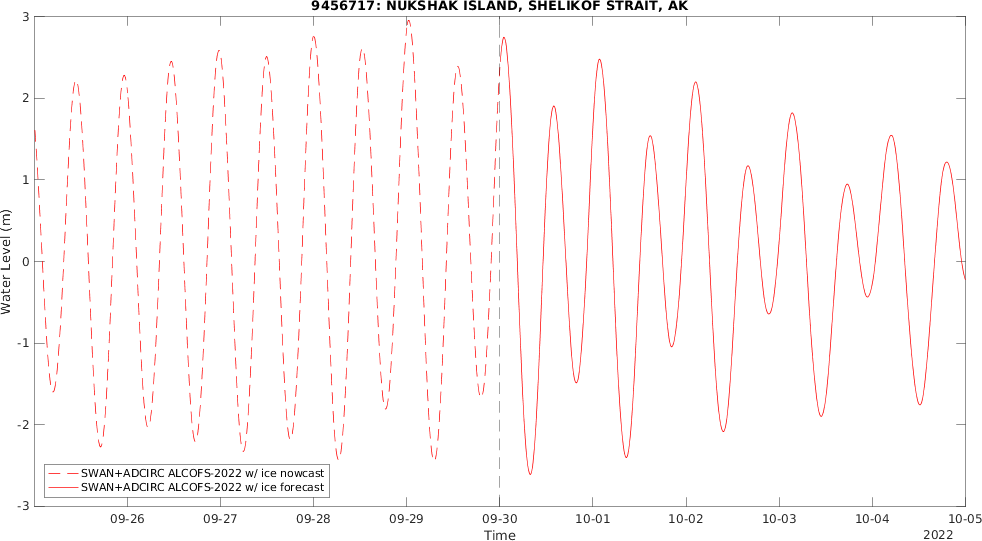 9456717: NUKSHAK ISLAND, SHELIKOF STRAIT, AK
3
2
1
0
-1
-2
-3
Water Level (m)
SWAN+ADCIRC ALCOFS-2022 w/ ice nowcast
SWAN+ADCIRC ALCOFS-2022 w/ ice forecast
09-26 09-27 09-28 09-29 09-30 10-01 10-02 10-03 10-04 10-05
Time
2022